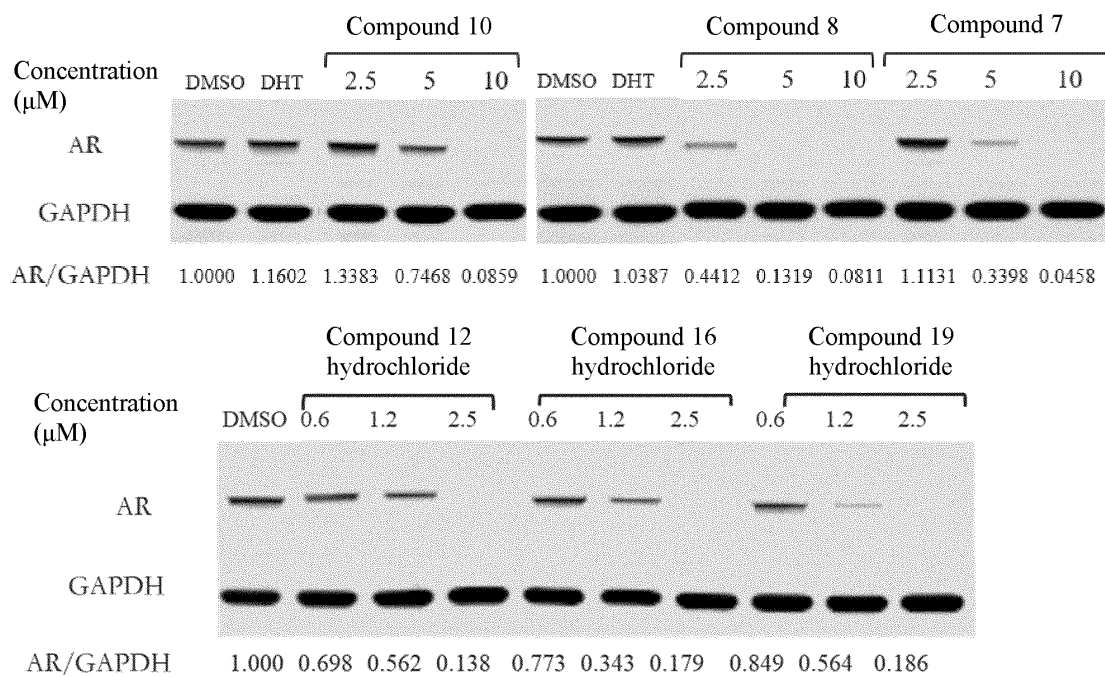 Compound 10 Compound 8 Compound 7
Concentration
(μM) DMSO DHT 2.5 5 10 DMSO DHT 2.5 5 10 2.5 5 10
AR
GAPDH
AR/GAPDH 1.0000 1.1602 1.3383 0.7468 0.0859 1.0000 1.0387 0.4412 0.1319 0.0811 1.1131 0.3398 0.0458
Compound 12 Compound 16 Compound 19
hydrochloride hydrochloride hydrochloride
Concentration
(μM) DMSO 0.6 1.2 2.5 0.6 1.2 2.5 0.6 1.2 2.5
AR
GAPDH
AR/GAPDH 1.000 0.698 0.562 0.138 0.773 0.343 0.179 0.849 0.564 0.186